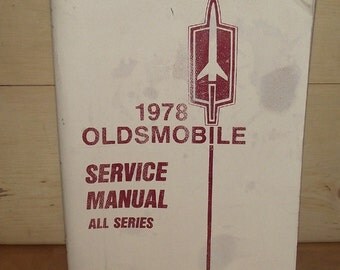 1978
OLDSMOBILE
SERVICE
MANUAL
ALL SERIES